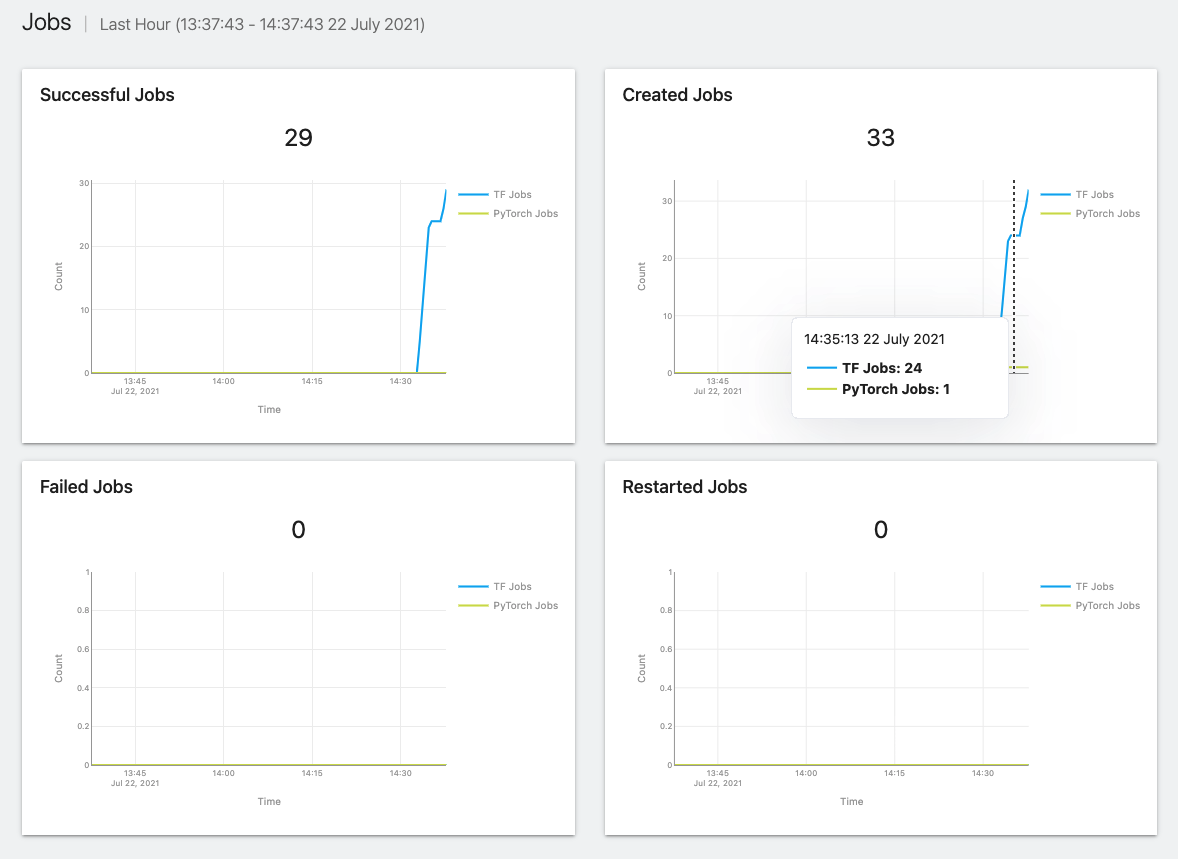 Jobs | Last Hour (13:37:43 - 14:37:43 22 July 2021)
Successful Jobs
29
30
20
10
0
Count
13:45
Jul 22, 2021
14:00
14:15
14:30
Time
TF Jobs
PyTorch Jobs
Created Jobs
33
30
20
10
0
Count
13:45
Jul 22, 2021
TF Jobs
PyTorch Jobs
14:35:13 22 July 2021
TF Jobs: 24
PyTorch Jobs: 1
Failed Jobs
0
1
0.8
0.6
0.4
0.2
0
Count
13:45
Jul 22, 2021
14:00
14:15
14:30
Time
TF Jobs
PyTorch Jobs
Restarted Jobs
0
1
0.8
0.6
0.4
0.2
0
Count
13:45
Jul 22, 2021
14:00
14:15
14:30
Time
TF Jobs
PyTorch Jobs